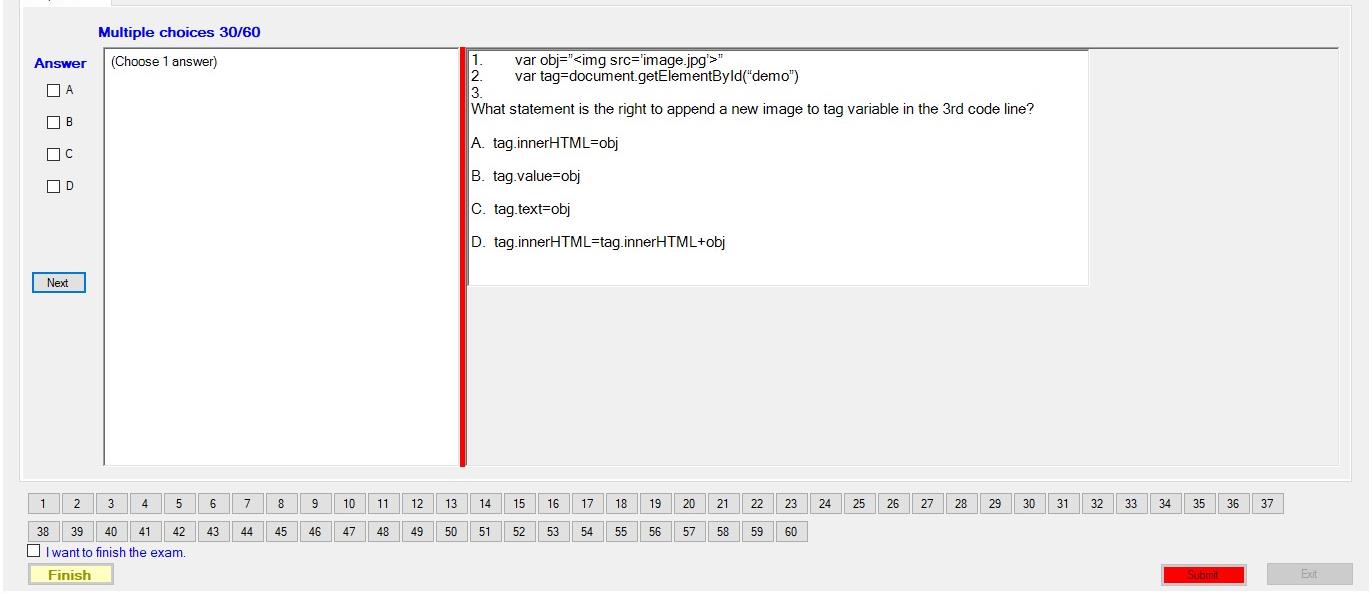 Multiple choices 30/60
Answer
(Choose 1 answer)
A
B
C
D
Next
1. var obj="<img src='image.jpg'>"
2. var tag=document.getElementById("demo")
3.
What statement is the right to append a new image to tag variable in the 3rd code line?
A. tag.innerHTML=obj
B. tag.value=obj
C. tag.text=obj
D. tag.innerHTML=tag.innerHTML+obj
1 2 3 4 5 6 7 8 9 10 11 12 13 14 15 16 17 18 19 20 21 22 23 24 25 26 27 28 29 30 31 32 33 34 35 36 37
38 39 40 41 42 43 44 45 46 47 48 49 50 51 52 53 54 55 56 57 58 59 60
I want to finish the exam.
Finish
Submit
Exit